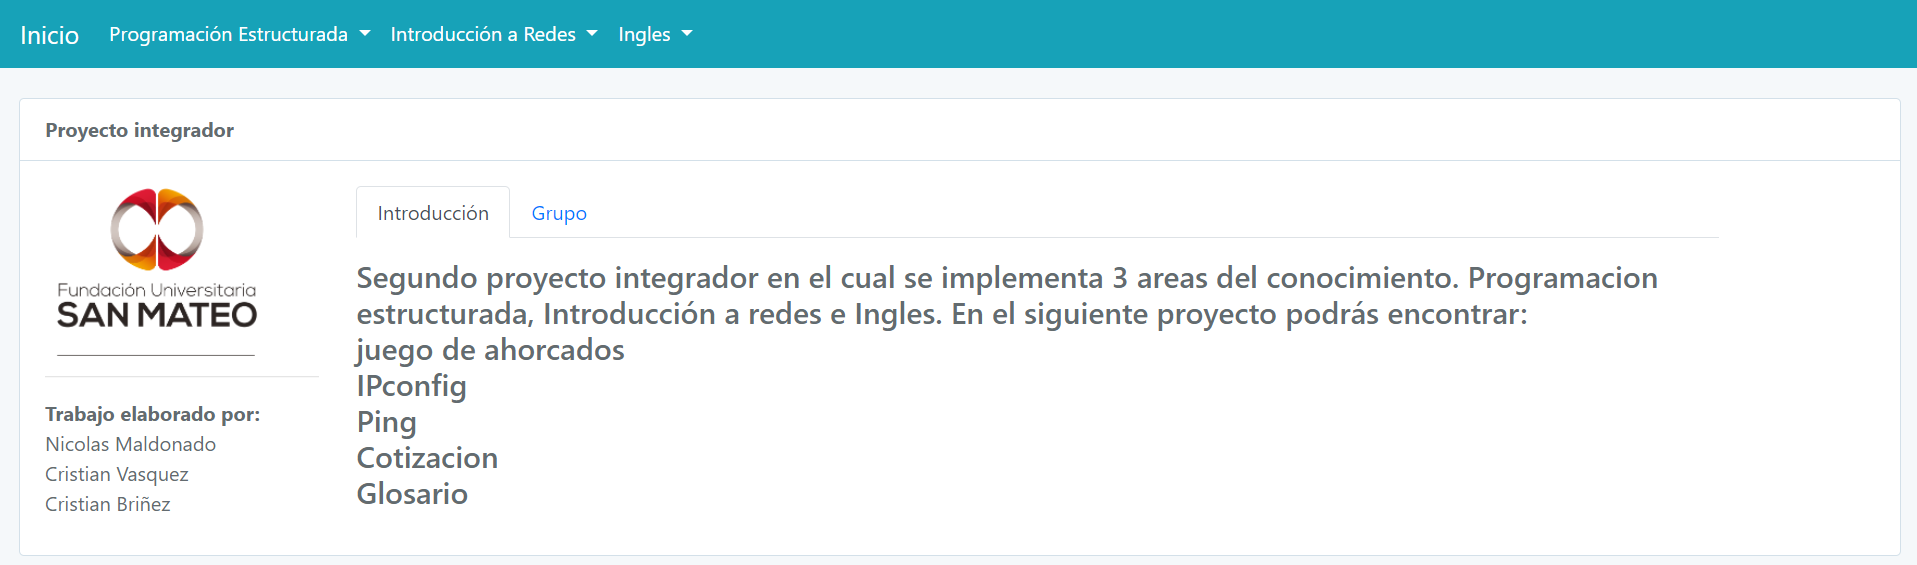 Inicio Programación Estructurada Introducción a Redes Ingles
Proyecto integrador
Fundación Universitaria
SAN MATEO
Trabajo elaborado por:
Nicolas Maldonado
Cristian Vasquez
Cristian Briñez
Introducción Grupo
Segundo proyecto integrador en el cual se implementa 3 areas del conocimiento. Programacion
estructurada, Introducción a redes e Ingles. En el siguiente proyecto podrás encontrar:
juego de ahorcados
IPconfig
Ping
Cotizacion
Glosario